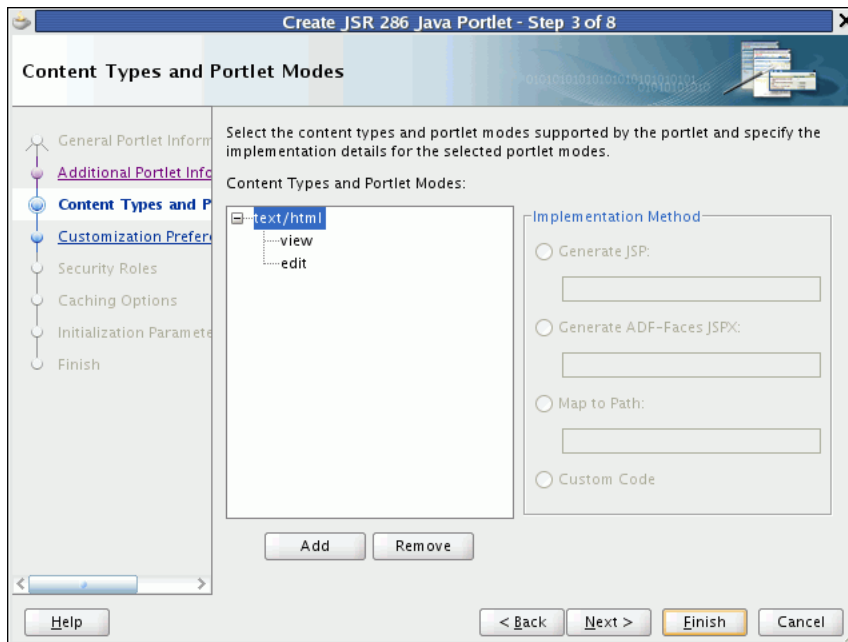 Create JSR 286 Java Portlet - Step 3 of 8
Content Types and Portlet Modes
General Portlet Inform
Additional Portlet Info
Content Types and P
Customization Prefer
Security Roles
Caching Options
Initialization Paramete
Finish
Select the content types and portlet modes supported by the portlet and specify the
implementation details for the selected portlet modes.
Content Types and Portlet Modes:
text/html
view
edit
Implementation Method
Generate JSP:
Generate ADF-Faces JSPX:
Map to Path:
Custom Code
Add
Remove
Help
< Back
Next >
Finish
Cancel